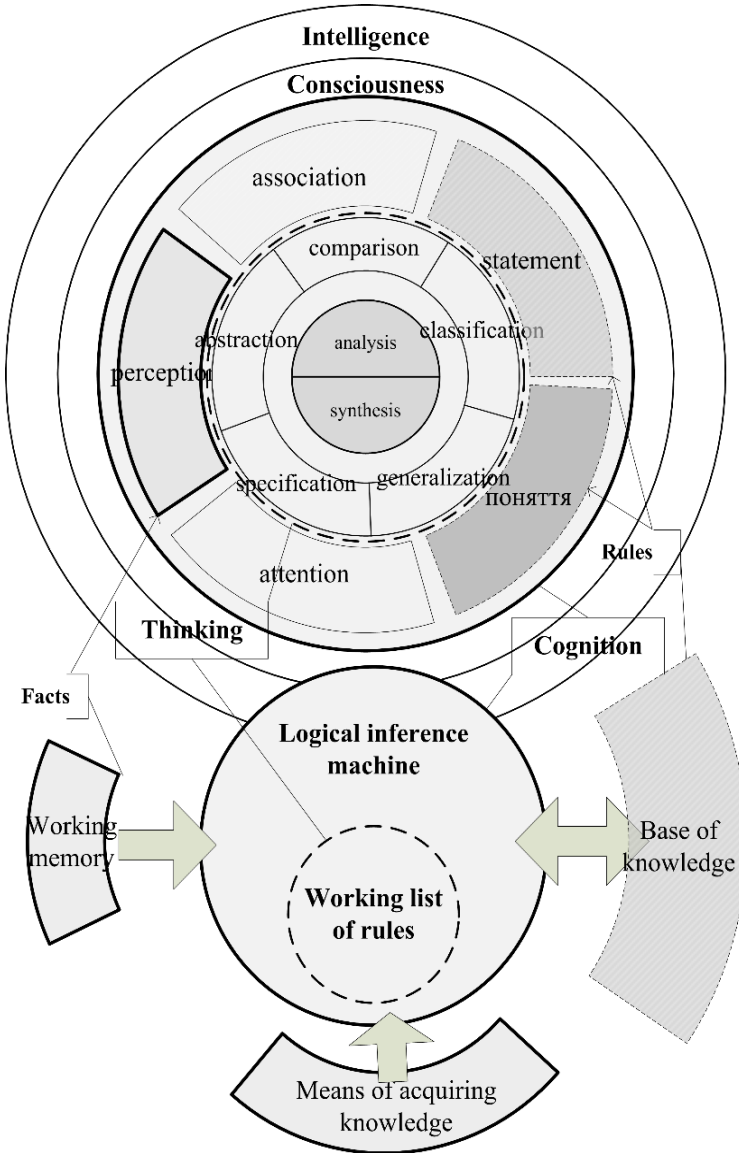 Intelligence
Consciousness
association
statement
comparison
abstraction
classification
analysis
perception
synthesis
specification
generalization
поняття
attention
Rules
Thinking
Cognition
Facts
Logical inference
machine
Working
memory
Base of
knowledge
Working list
of rules
Means of acquiring
knowledge